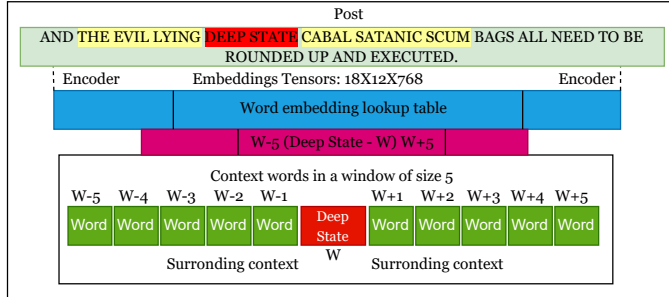 Post
AND THE EVIL LYING DEEP STATE CABAL SATANIC SCUM BAGS ALL NEED TO BE
ROUNDED UP AND EXECUTED.
Encoder Embeddings Tensors: 18X12X768 Encoder
Word embedding lookup table
W-5 (Deep State - W) W+5
Context words in a window of size 5
W-5 W-4 W-3 W-2 W-1 W+1 W+2 W+3 W+4 W+5
Word Word Word Word Word Deep State Word Word Word Word Word
W
Surronding context Surronding context